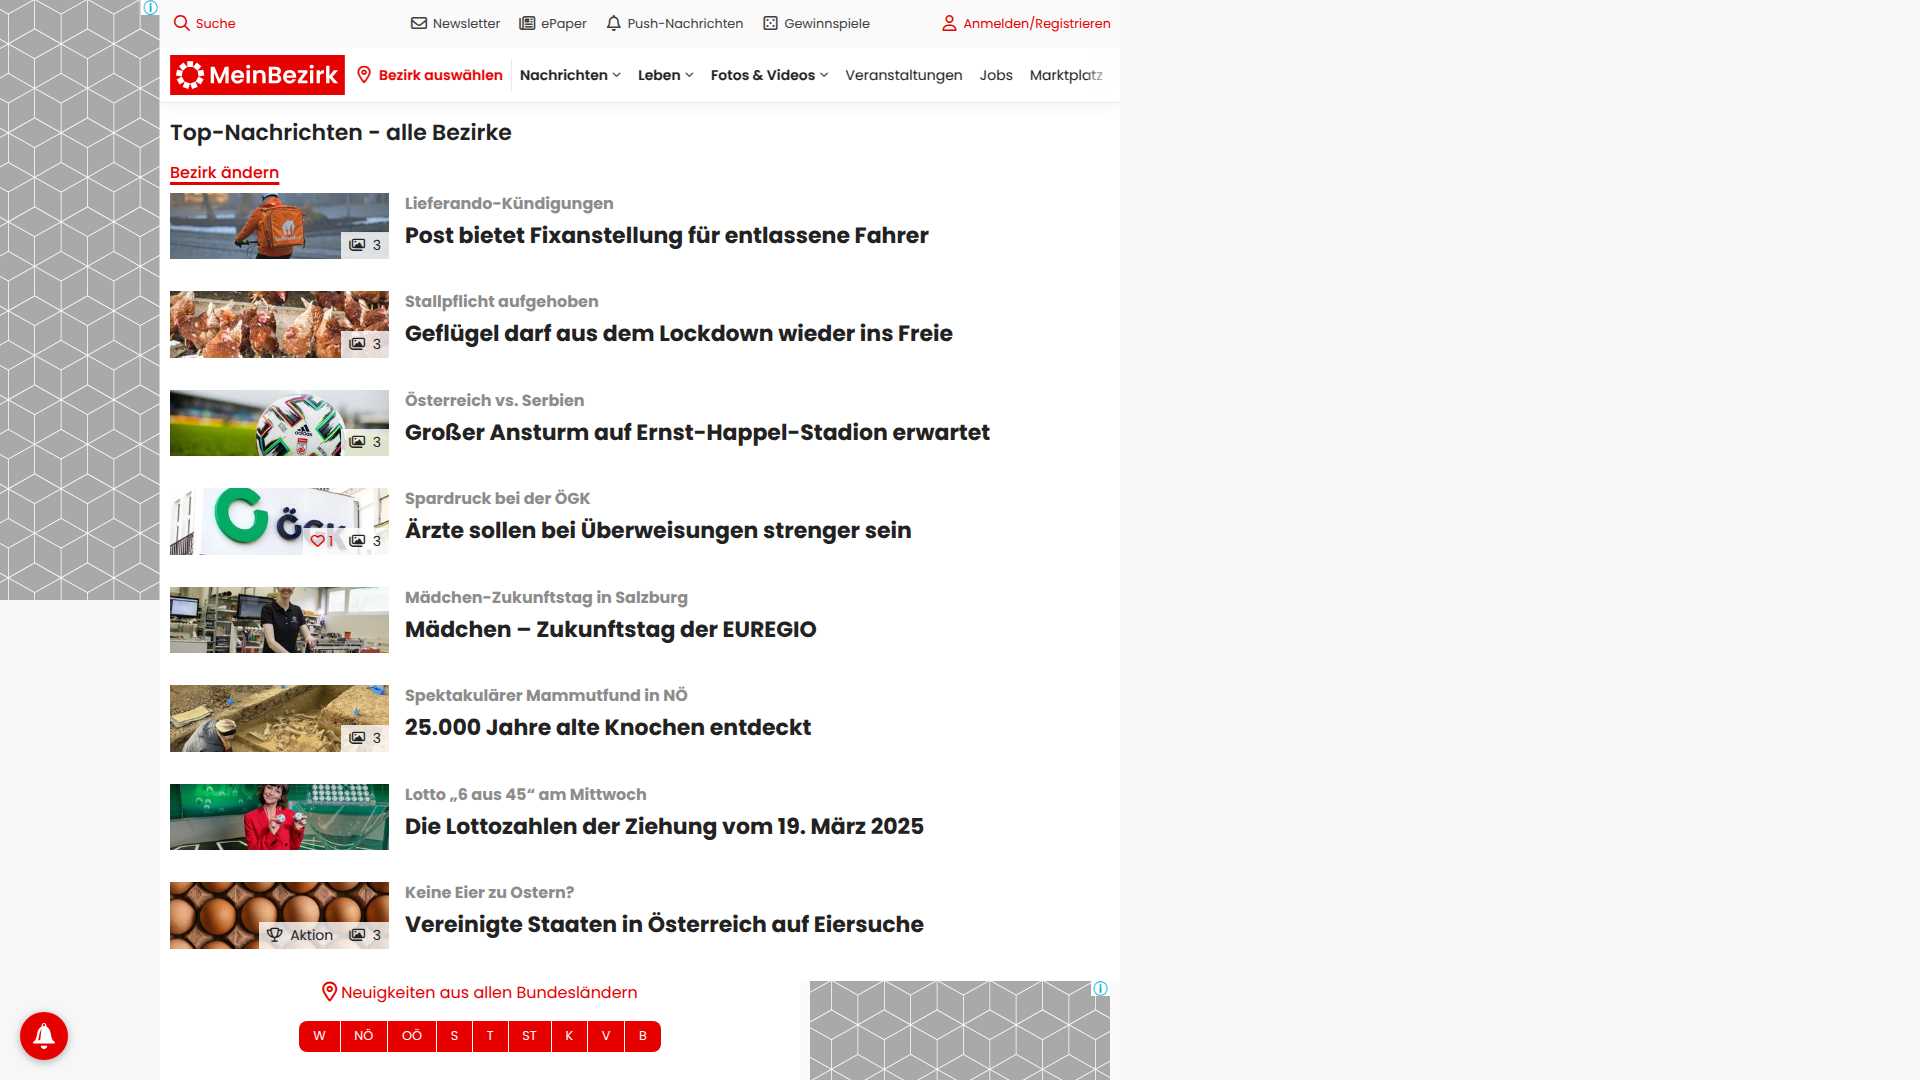 Suche
Newsletter
ePaper
Push-Nachrichten
Gewinnspiele
Anmelden/Registrieren
MeinBezirk
Bezirk auswählen
Nachrichten
Leben
Fotos & Videos
Veranstaltungen
Jobs
Marktplatz
Top-Nachrichten - alle Bezirke
Bezirk ändern
3
Lieferando-Kündigungen
Post bietet Fixanstellung für entlassene Fahrer
3
Stallpflicht aufgehoben
Geflügel darf aus dem Lockdown wieder ins Freie
3
Österreich vs. Serbien
Großer Ansturm auf Ernst-Happel-Stadion erwartet
ÖGK
1
3
Spardruck bei der ÖGK
Ärzte sollen bei Überweisungen strenger sein
Mädchen-Zukunftstag in Salzburg
Mädchen – Zukunftstag der EUREGIO
3
Spektakulärer Mammutfund in NÖ
25.000 Jahre alte Knochen entdeckt
Lotto „6 aus 45“ am Mittwoch
Die Lottozahlen der Ziehung vom 19. März 2025
Aktion
3
Keine Eier zu Ostern?
Vereinigte Staaten in Österreich auf Eiersuche
Neuigkeiten aus allen Bundesländern
W NÖ OÖ S T ST K V B